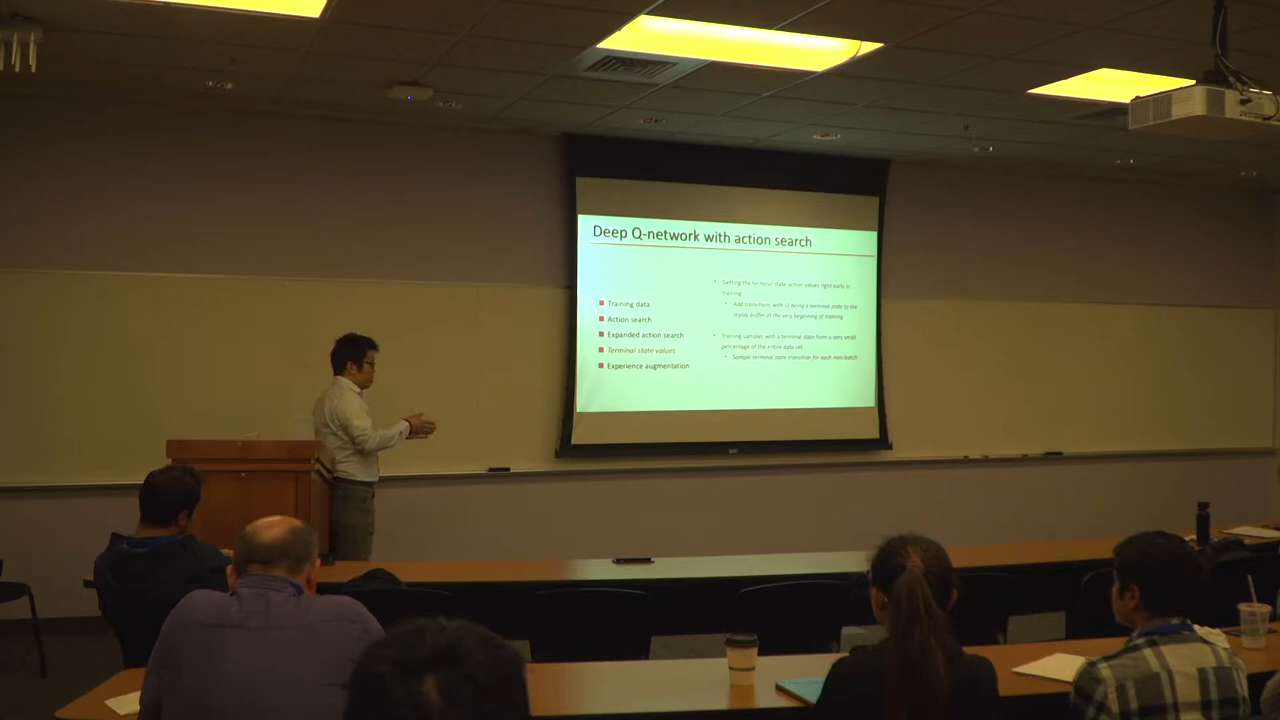 Deep Q-network with action search
Training data
Action search
Expanded action search
Terminal state values
Experience augmentation
Getting the terminal state action values right early in
training
Add transitions with s1 being a terminal state to the
replay buffer at the very beginning of training
Training samples with a terminal state form a very small
percentage of the entire data set.
Sample terminal state transition for each mini-batch